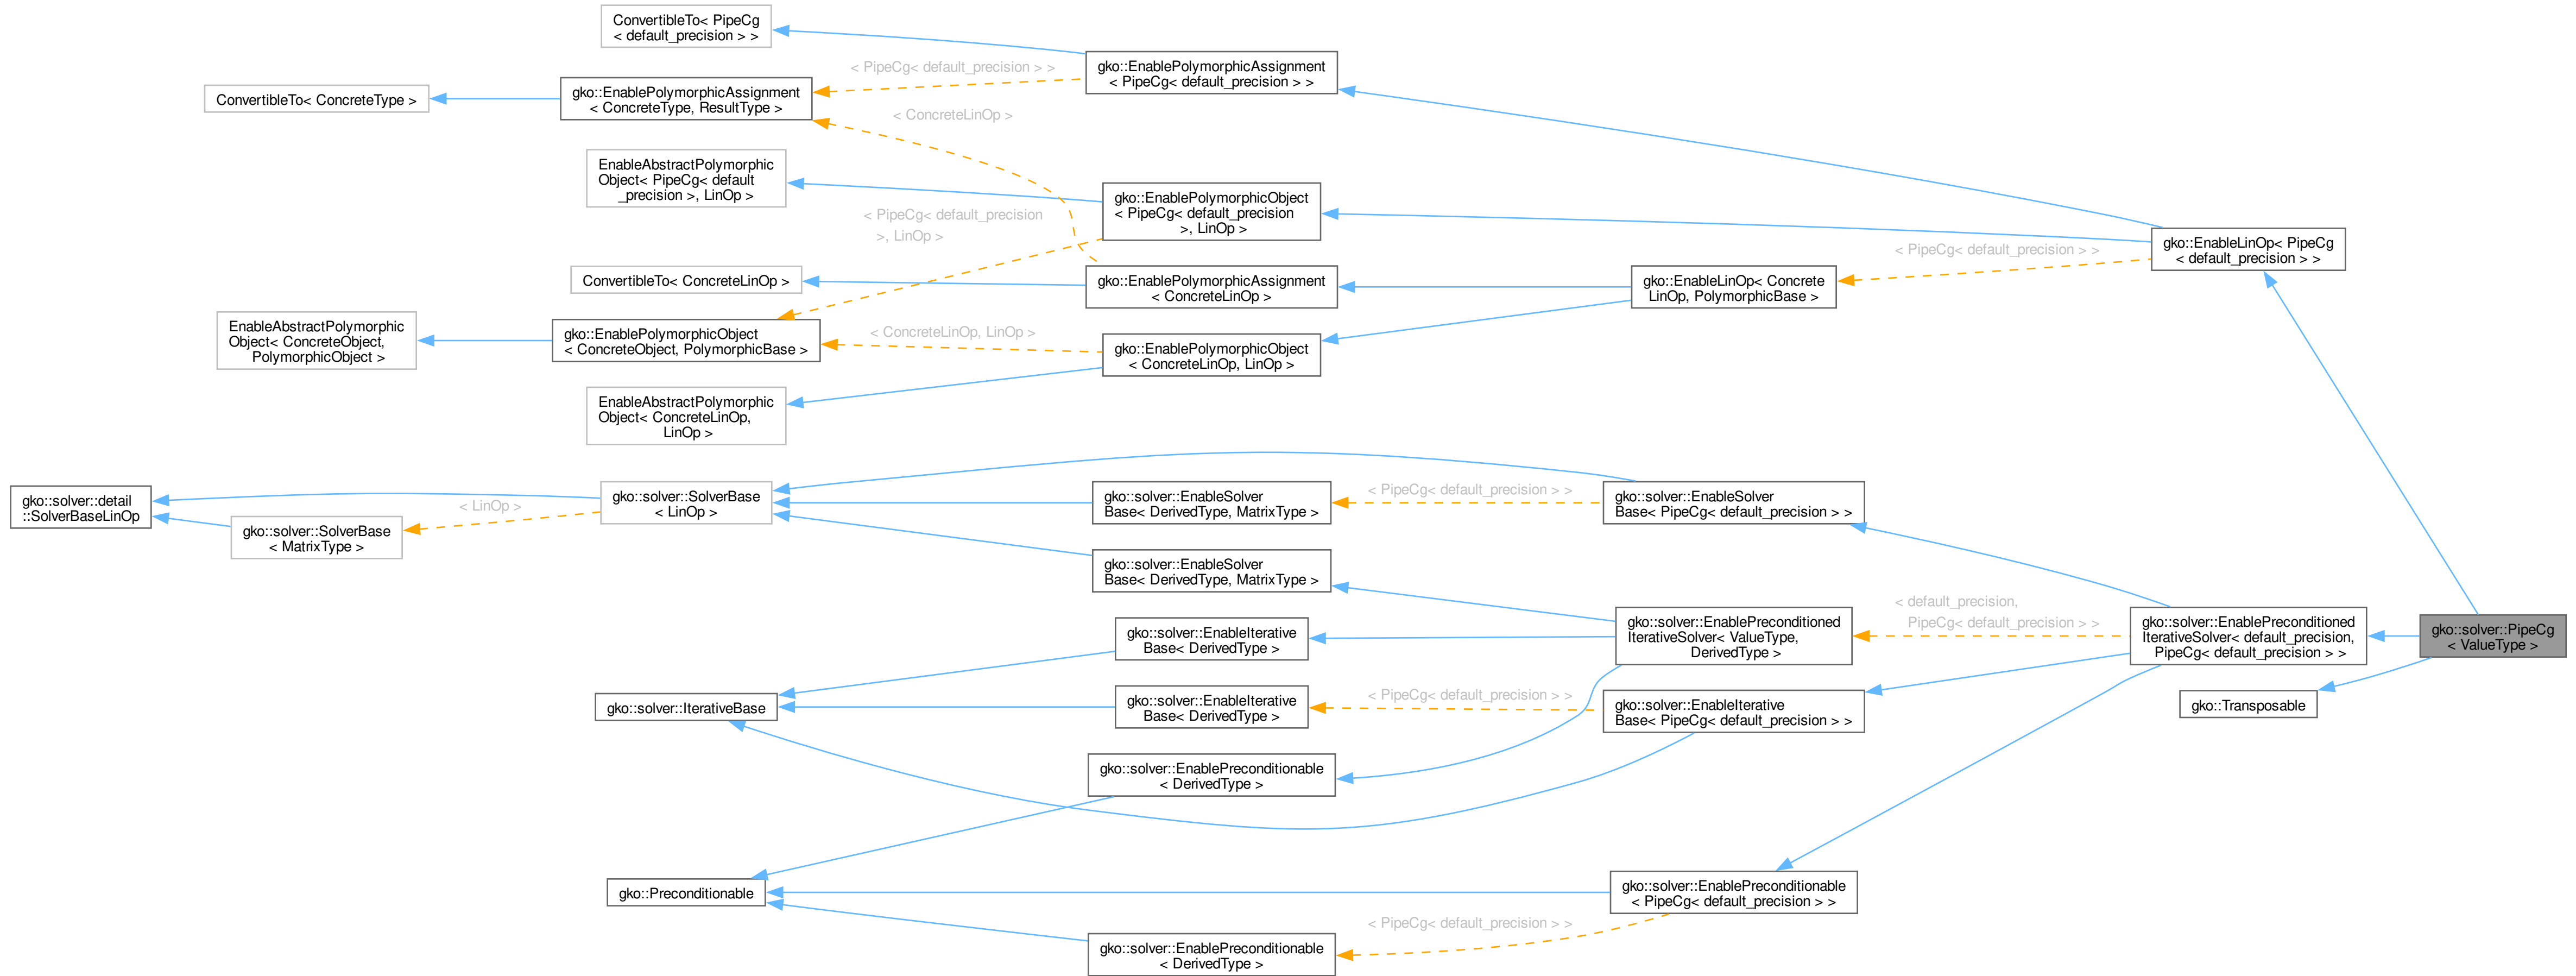 ConvertibleTo< PipeCg
< default_precision > >
ConvertibleTo< ConcreteType >
gko::EnablePolymorphicAssignment
< ConcreteType, ResultType >
< PipeCg< default_precision > >
gko::EnablePolymorphicAssignment
< PipeCg< default_precision > >
< ConcreteLinOp >
EnableAbstractPolymorphic
Object< PipeCg< default
_precision >, LinOp >
gko::EnablePolymorphicObject
< PipeCg< default_precision
>, LinOp >
< PipeCg< default_precision
>, LinOp >
ConvertibleTo< ConcreteLinOp >
gko::EnablePolymorphicAssignment
< ConcreteLinOp >
gko::EnableLinOp< Concrete
LinOp, PolymorphicBase >
< PipeCg< default_precision > >
gko::EnableLinOp< PipeCg
< default_precision > >
EnableAbstractPolymorphic
Object< ConcreteObject,
PolymorphicObject >
gko::EnablePolymorphicObject
< ConcreteObject, PolymorphicBase >
< ConcreteLinOp, LinOp >
gko::EnablePolymorphicObject
< ConcreteLinOp, LinOp >
EnableAbstractPolymorphic
Object< ConcreteLinOp,
LinOp >
gko::solver::detail
::SolverBaseLinOp
gko::solver::SolverBase
< MatrixType >
< LinOp >
gko::solver::SolverBase
< LinOp >
gko::solver::EnableSolver
Base< DerivedType, MatrixType >
< PipeCg< default_precision > >
gko::solver::EnableSolver
Base< PipeCg< default_precision > >
gko::solver::EnableSolver
Base< DerivedType, MatrixType >
gko::solver::EnableIterative
Base< DerivedType >
gko::solver::EnablePreconditioned
IterativeSolver< ValueType,
DerivedType >
< default_precision,
PipeCg< default_precision > >
gko::solver::EnablePreconditioned
IterativeSolver< default_precision,
PipeCg< default_precision > >
gko::solver::PipeCg
< ValueType >
gko::solver::IterativeBase
gko::solver::EnableIterative
Base< DerivedType >
< PipeCg< default_precision > >
gko::solver::EnableIterative
Base< PipeCg< default_precision > >
gko::Transposable
gko::solver::EnablePreconditionable
< DerivedType >
gko::Preconditionable
gko::solver::EnablePreconditionable
< PipeCg< default_precision > >
< PipeCg< default_precision > >
gko::solver::EnablePreconditionable
< DerivedType >